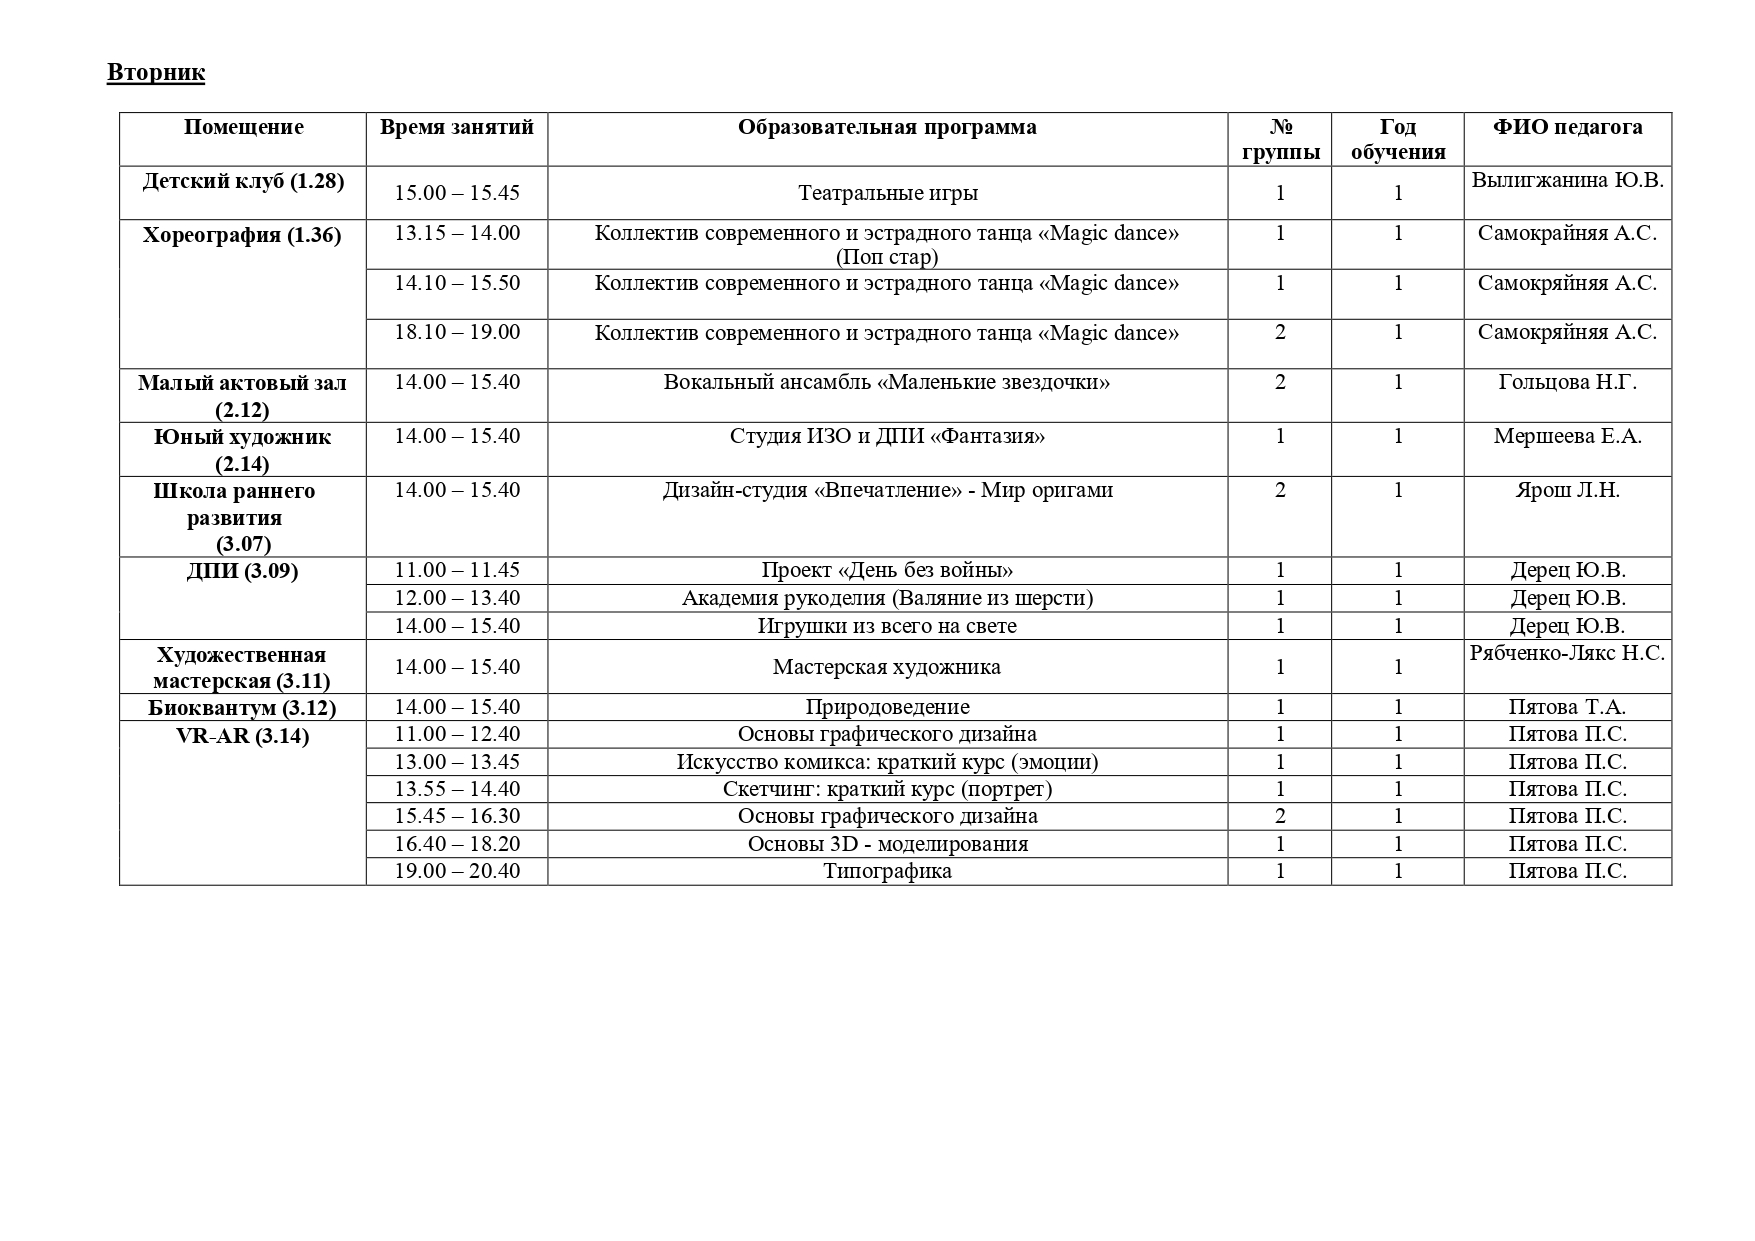 Вторник
Помещение Время занятий Образовательная программа № группы Год обучения ФИО педагога
Детский клуб (1.28) 15.00 – 15.45 Театральные игры 1 1 Вылигжанина Ю.В.
Хореография (1.36) 13.15 – 14.00 Коллектив современного и эстрадного танца «Magic dance» 1 1 Самокрайняя А.С.
(Поп стар)
14.10 – 15.50 Коллектив современного и эстрадного танца «Magic dance» 1 1 Самокряйняя А.С.
18.10 – 19.00 Коллектив современного и эстрадного танца «Magic dance» 2 1 Самокряйняя А.С.
Малый актовый зал 14.00 – 15.40 Вокальный ансамбль «Маленькие звездочки» 2 1 Гольцова Н.Г.
(2.12)
Юный художник 14.00 – 15.40 Студия ИЗО и ДПИ «Фантазия» 1 1 Мершеева Е.А.
(2.14)
Школа раннего 14.00 – 15.40 Дизайн-студия «Впечатление» - Мир оригами 2 1 Ярош Л.Н.
развития
(3.07)
ДПИ (3.09) 11.00 – 11.45 Проект «День без войны» 1 1 Дерец Ю.В.
12.00 – 13.40 Академия рукоделия (Валяние из шерсти) 1 1 Дерец Ю.В.
14.00 – 15.40 Игрушки из всего на свете 1 1 Дерец Ю.В.
Художественная
мастерская (3.11) 14.00 – 15.40 Мастерская художника 1 1 Рябченко-Лякс Н.С.
Биоквантум (3.12) 14.00 – 15.40 Природоведение 1 1 Пятова Т.А.
VR-AR (3.14) 11.00 – 12.40 Основы графического дизайна 1 1 Пятова П.С.
13.00 – 13.45 Искусство комикса: краткий курс (эмоции) 1 1 Пятова П.С.
13.55 – 14.40 Скетчинг: краткий курс (портрет) 1 1 Пятова П.С.
15.45 – 16.30 Основы графического дизайна 2 1 Пятова П.С.
16.40 – 18.20 Основы 3D - моделирования 1 1 Пятова П.С.
19.00 – 20.40 Типографика 1 1 Пятова П.С.